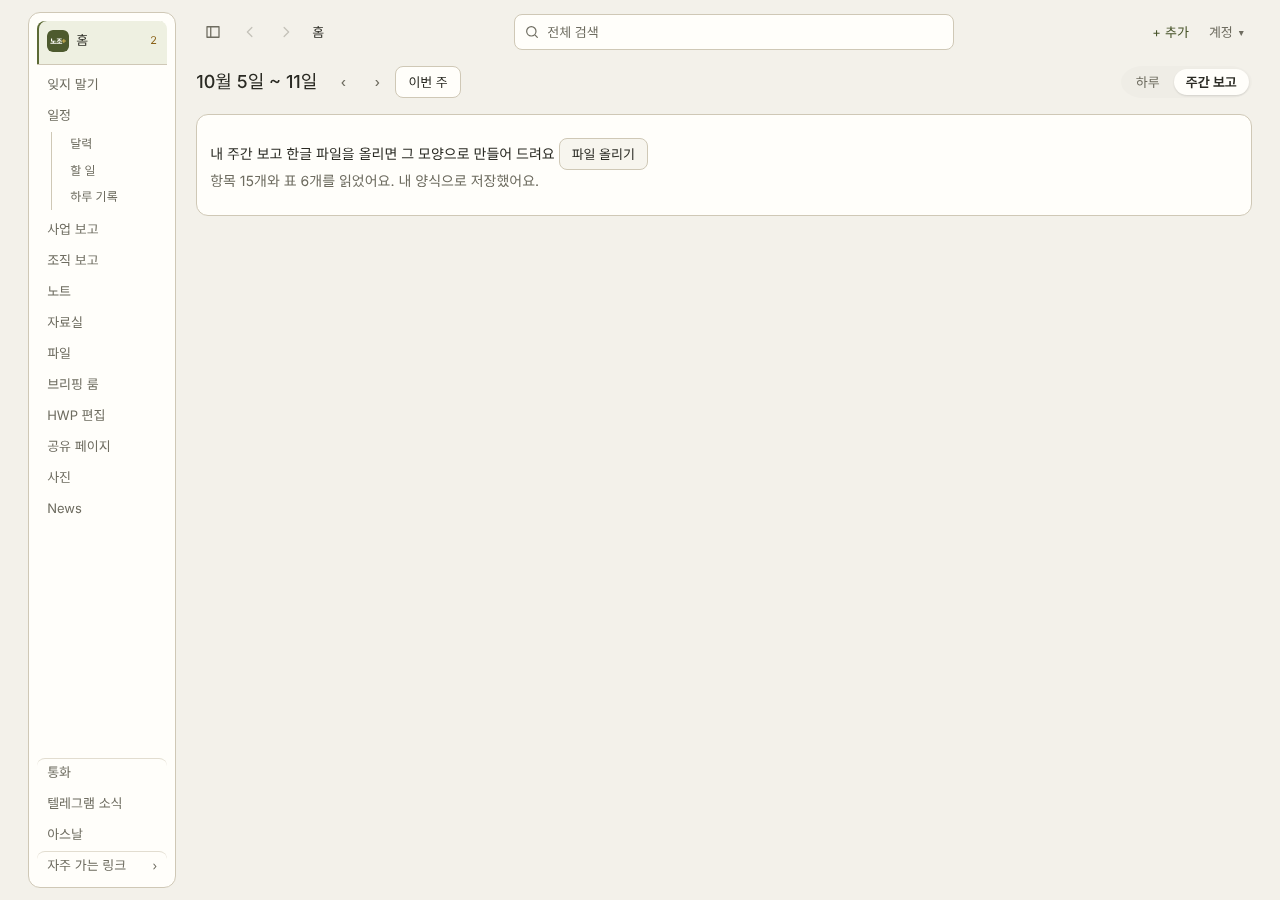 노조 홈 2
잊지 말기
일정
달력
할 일
하루 기록
사업 보고
조직 보고
노트
자료실
파일
브리핑 룸
HWP 편집
공유 페이지
사진
News
통화
텔레그램 소식
아스날
자주 가는 링크 ›
홈
전체 검색
+ 추가 계정 ▾
10월 5일 ~ 11일 ‹ › 이번 주
하루 주간 보고
내 주간 보고 한글 파일을 올리면 그 모양으로 만들어 드려요 파일 올리기
항목 15개와 표 6개를 읽었어요. 내 양식으로 저장했어요.